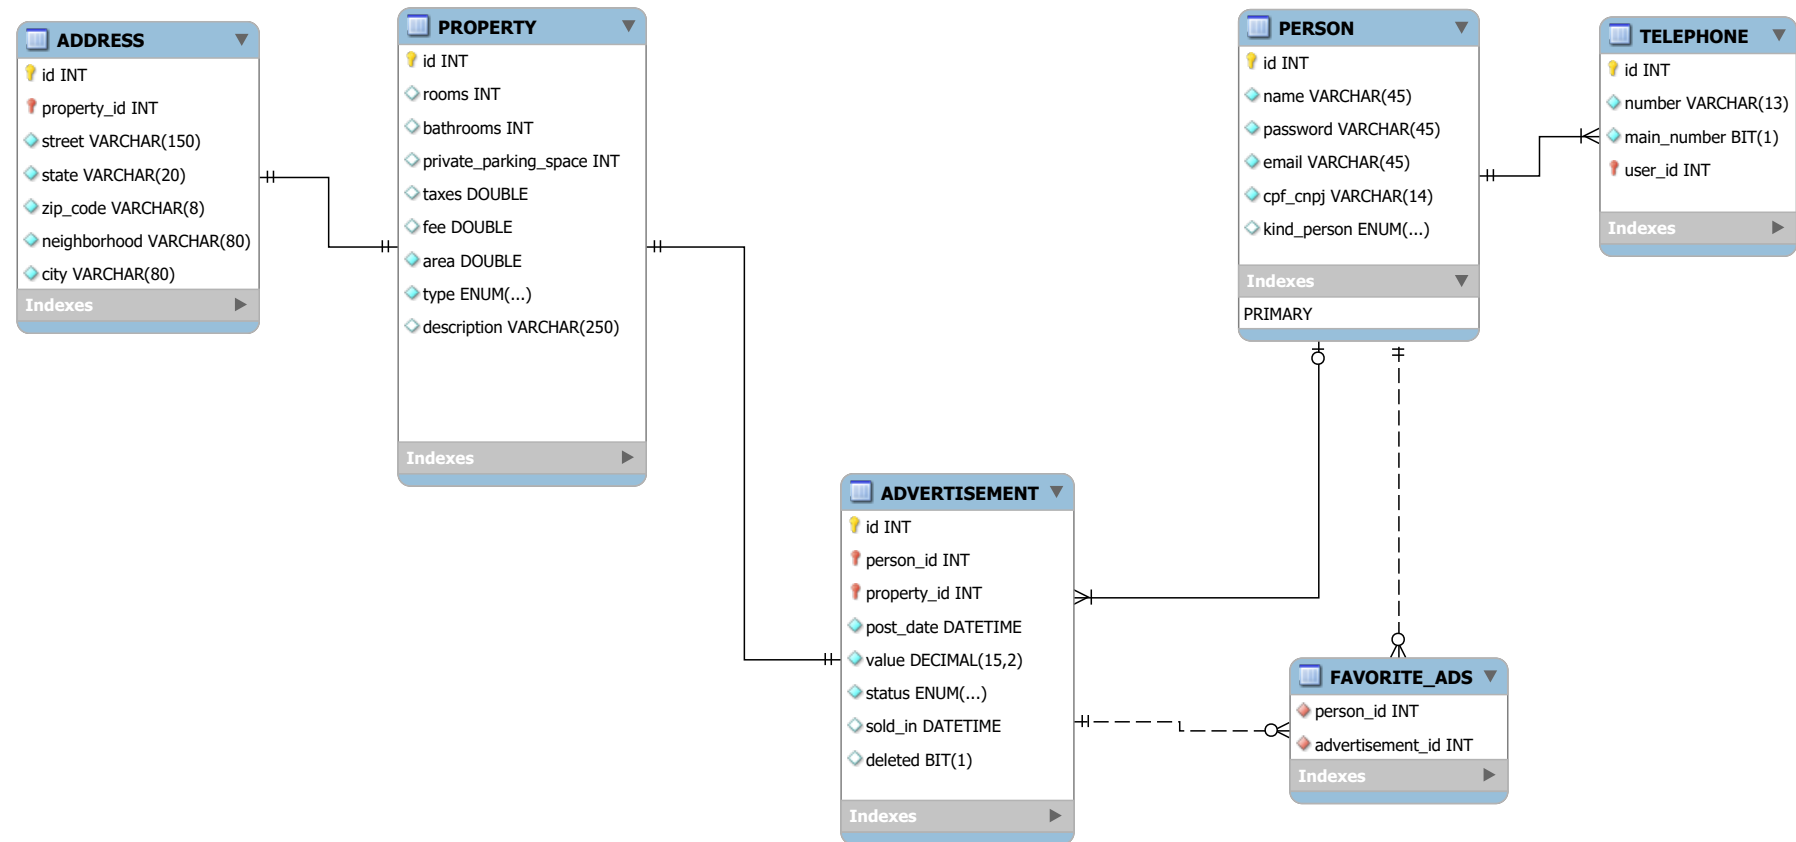 ADDRESS
id INT
property_id INT
street VARCHAR(150)
state VARCHAR(20)
zip_code VARCHAR(8)
neighborhood VARCHAR(80)
city VARCHAR(80)
Indexes
PROPERTY
id INT
rooms INT
bathrooms INT
private_parking_space INT
taxes DOUBLE
fee DOUBLE
area DOUBLE
type ENUM(...)
description VARCHAR(250)
Indexes
PERSON
id INT
name VARCHAR(45)
password VARCHAR(45)
email VARCHAR(45)
cpf_cnpj VARCHAR(14)
kind_person ENUM(...)
Indexes
PRIMARY
TELEPHONE
id INT
number VARCHAR(13)
main_number BIT(1)
user_id INT
Indexes
ADVERTISEMENT
id INT
person_id INT
property_id INT
post_date DATETIME
value DECIMAL(15,2)
status ENUM(...)
sold_in DATETIME
deleted BIT(1)
Indexes
FAVORITE_ADS
person_id INT
advertisement_id INT
Indexes